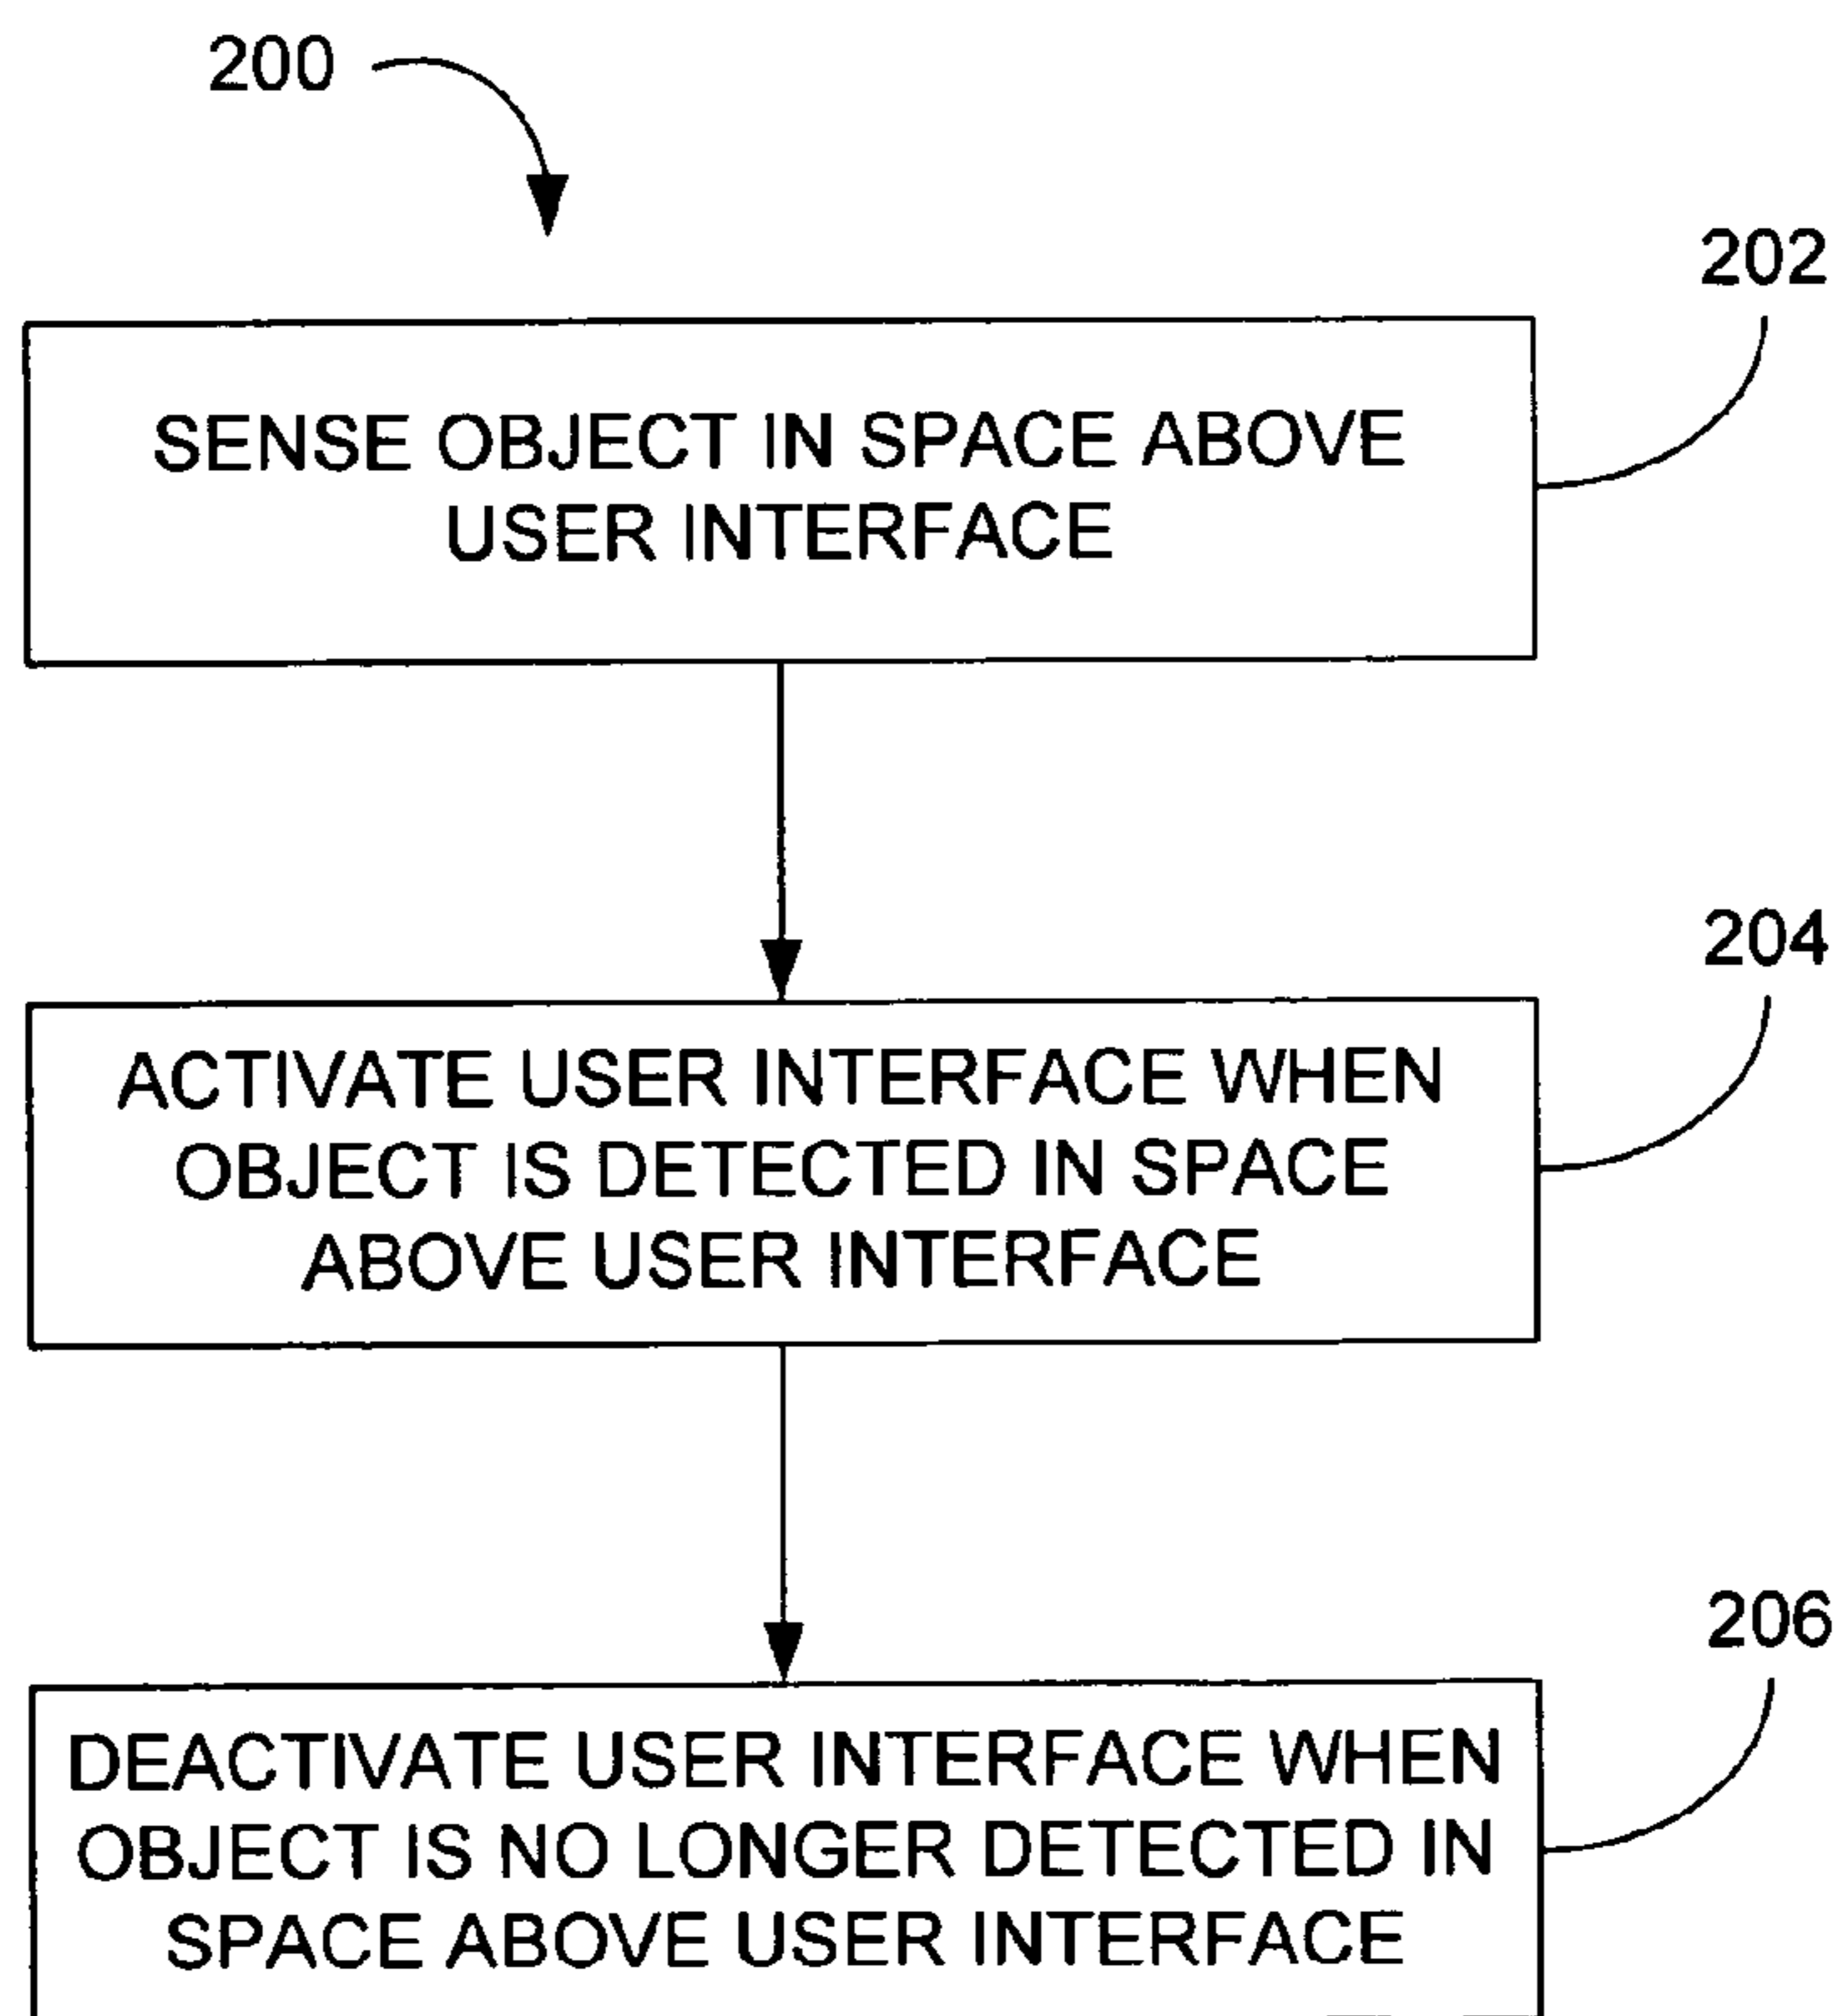 200
202
SENSE OBJECT IN SPACE ABOVE
USER INTERFACE
204
ACTIVATE USER INTERFACE WHEN
OBJECT IS DETECTED IN SPACE
ABOVE USER INTERFACE
206
DEACTIVATE USER INTERFACE WHEN
OBJECT IS NO LONGER DETECTED IN
SPACE ABOVE USER INTERFACE